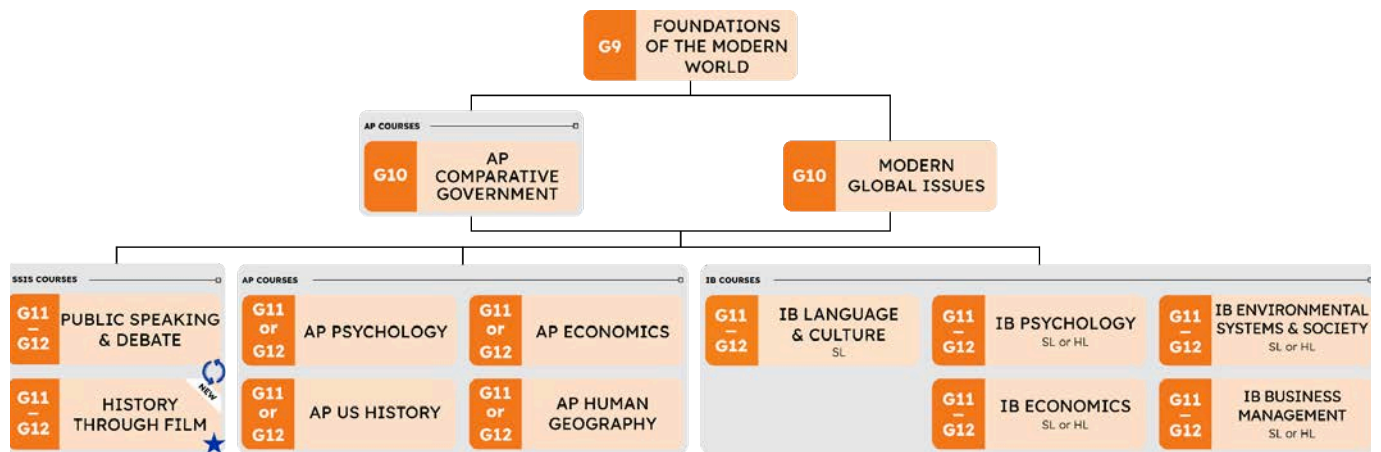 G9
FOUNDATIONS
OF THE MODERN
WORLD
AP COURSES
G10
AP
COMPARATIVE
GOVERNMENT
G10
MODERN
GLOBAL ISSUES
SSIS COURSES
G11
–
G12
PUBLIC SPEAKING
& DEBATE
G11
–
G12
HISTORY
THROUGH FILM
NEW
AP COURSES
G11
or
G12
AP PSYCHOLOGY
G11
or
G12
AP ECONOMICS
G11
or
G12
AP US HISTORY
G11
or
G12
AP HUMAN
GEOGRAPHY
IB COURSES
G11
–
G12
IB LANGUAGE
& CULTURE
SL
G11
–
G12
IB PSYCHOLOGY
SL or HL
G11
–
G12
IB ENVIRONMENTAL
SYSTEMS & SOCIETY
SL or HL
G11
–
G12
IB ECONOMICS
SL or HL
G11
–
G12
IB BUSINESS
MANAGEMENT
SL or HL